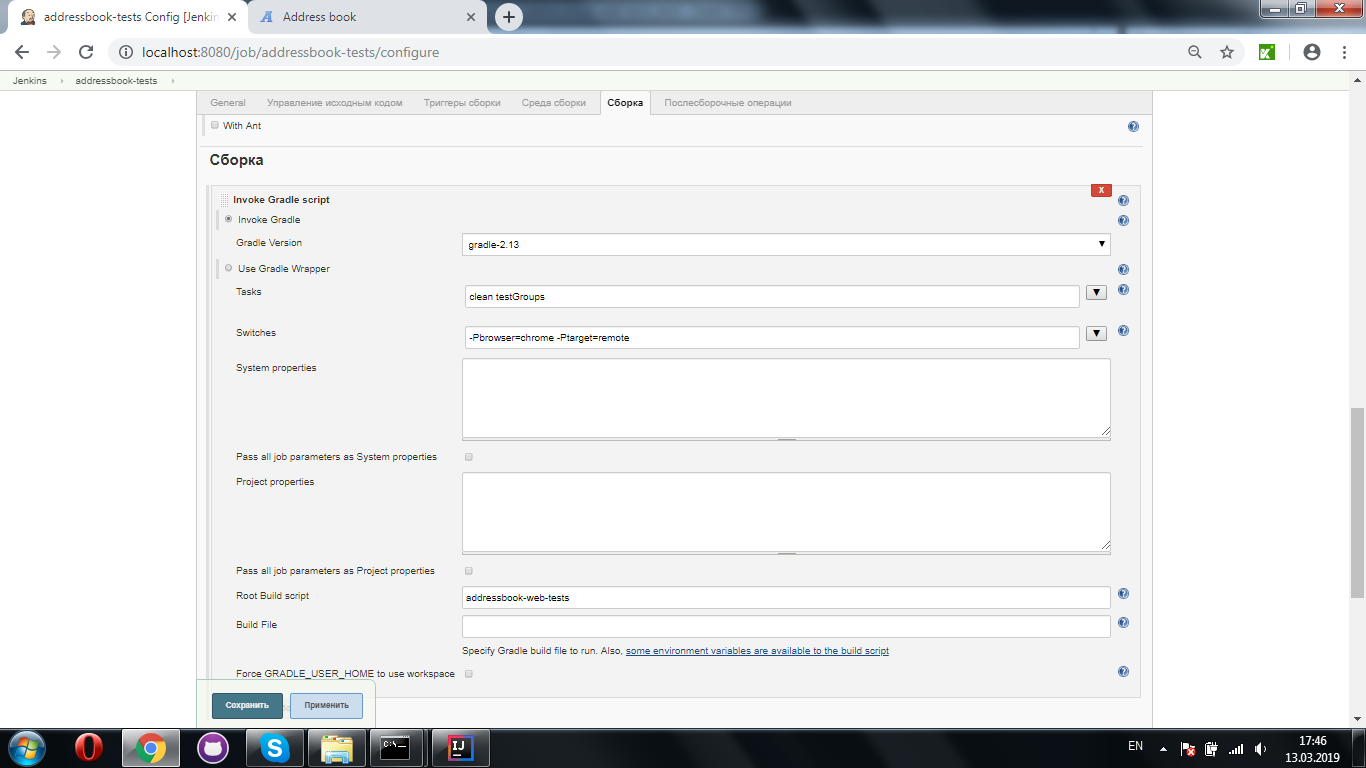 addressbook-tests Config [Jenkin
Address book
localhost:8080/job/addressbook-tests/configure
Jenkins addressbook-tests
General Управление исходным кодом Триггеры сборки Среда сборки Сборка Послесборочные операции
With Ant
Сборка
Invoke Gradle script
X
Invoke Gradle
Gradle Version gradle-2.13
Use Gradle Wrapper
Tasks clean testGroups
Switches -Pbrowser=chrome -Ptarget=remote
System properties
Pass all job parameters as System properties
Project properties
Pass all job parameters as Project properties
Root Build script addressbook-web-tests
Build File
Specify Gradle build file to run. Also, some environment variables are available to the build script
Force GRADLE_USER_HOME to use workspace
Сохранить Применить
C:\.
IJ
EN
17:46
13.03.2019